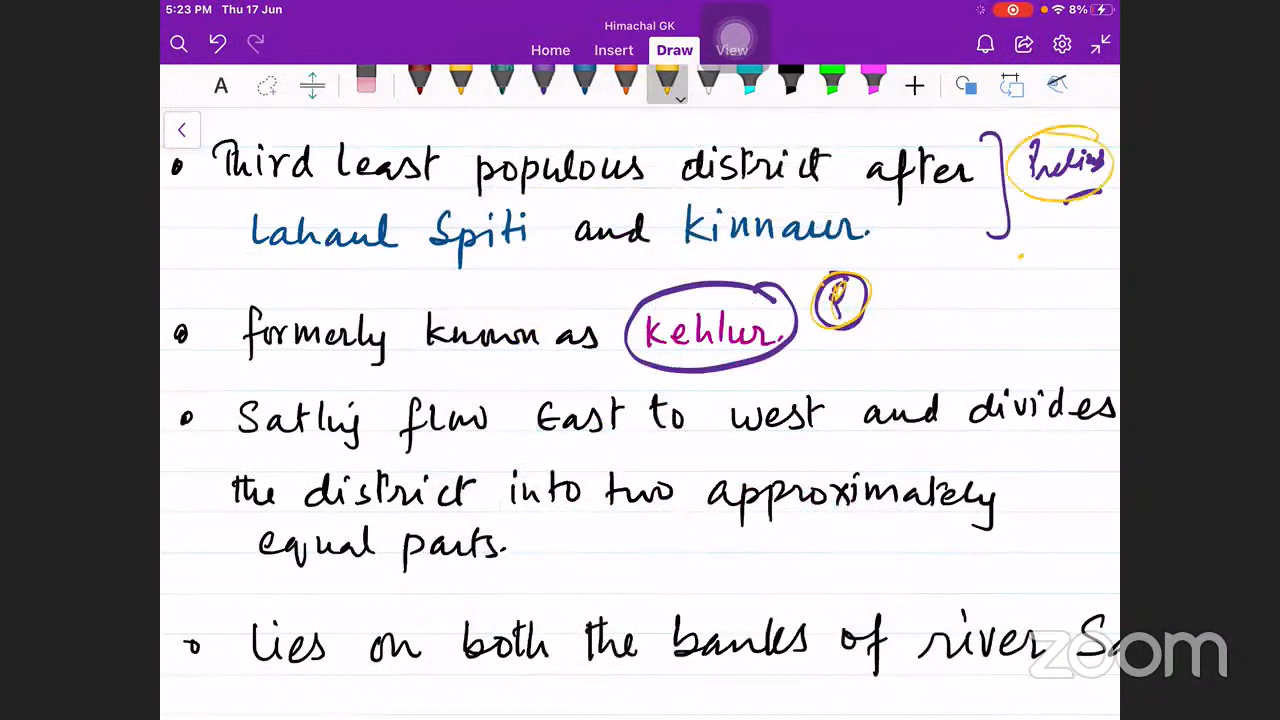 5:23 PM Thu 17 Jun 8%
Himachal GK
Home Insert Draw View
A
• Third least populous district after Prelims
Lahaul Spiti and Kinnaur.
• formerly known as Kehlur. P
• Satluj flow East to west and divides
the district into two approximately
equal parts.
• lies on both the banks of river Sa
zoom